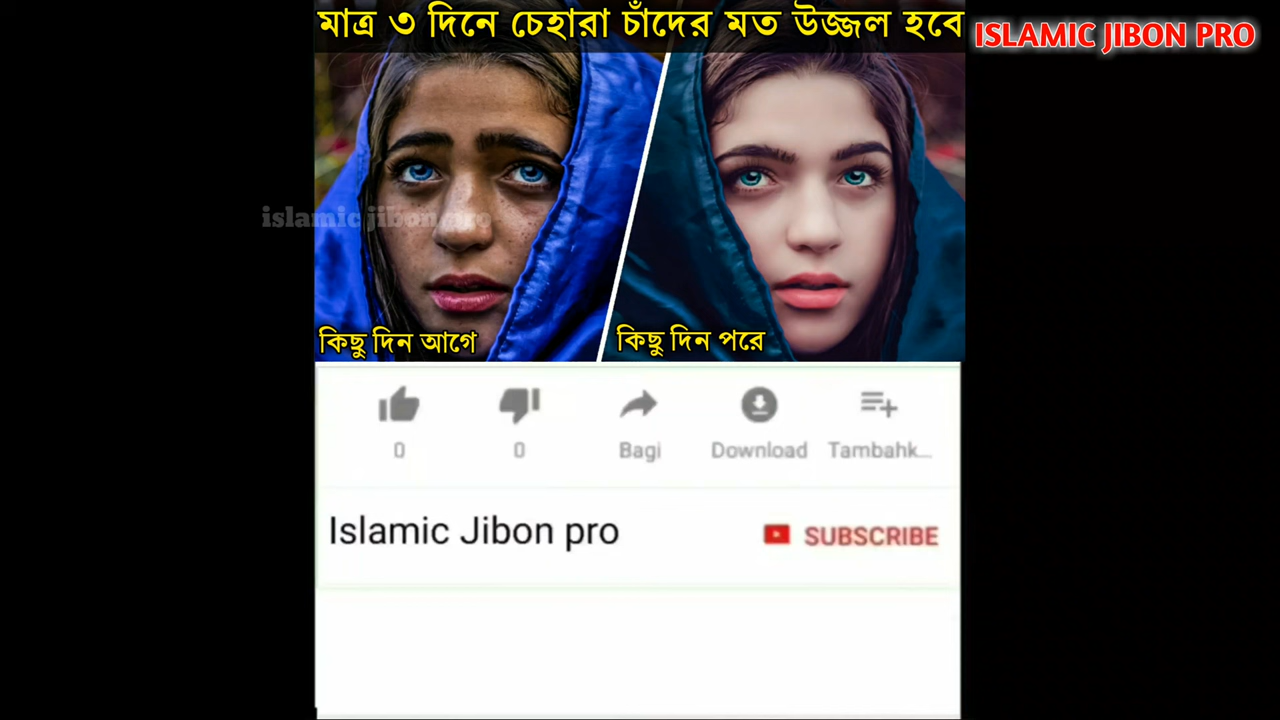 মাত্র ৩ দিনে চেহারা চাঁদের মত উজ্জল হবে
ISLAMIC JIBON PRO
islamic jibon pro
কিছু দিন আগে
কিছু দিন পরে
0
0
Bagi
Download
Tambahk...
Islamic Jibon pro
SUBSCRIBE